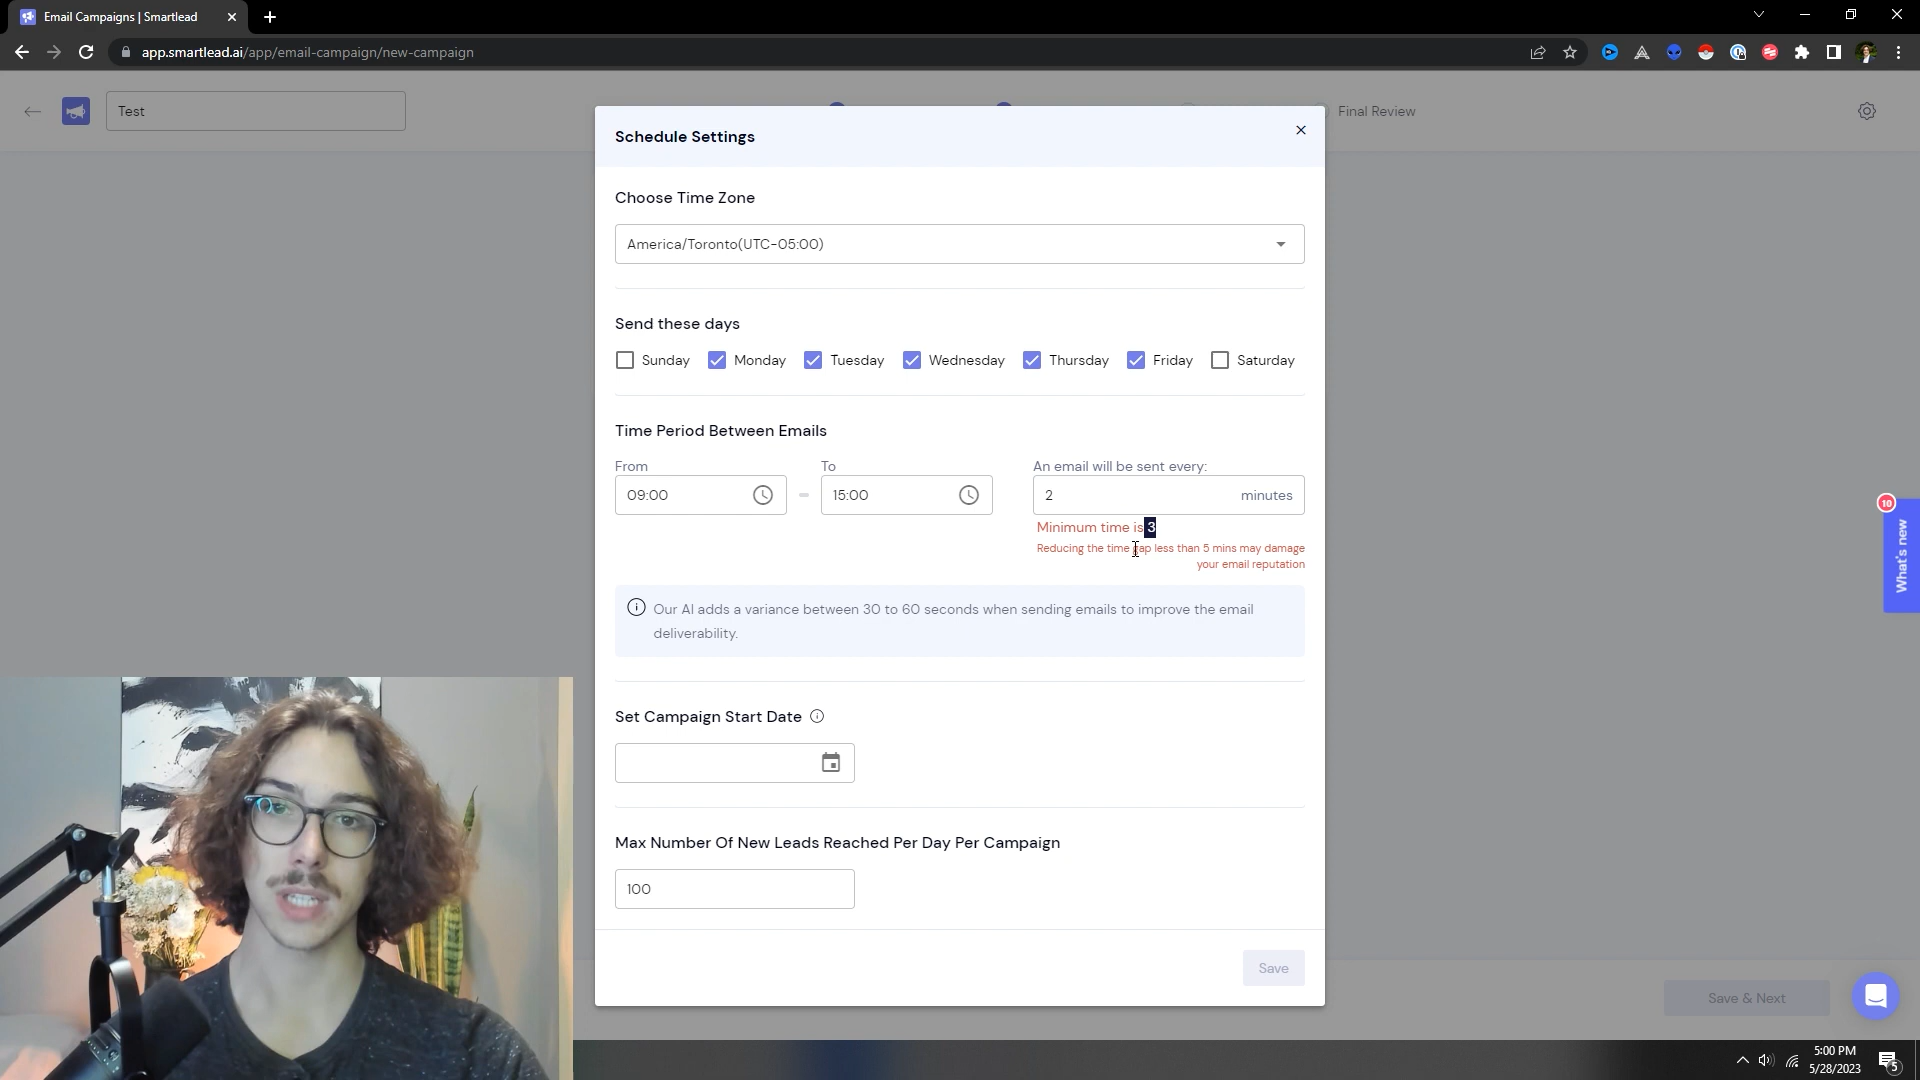 Email Campaigns | Smartlead
app.smartlead.ai/app/email-campaign/new-campaign
Test
Final Review
Schedule Settings
Choose Time Zone
America/Toronto(UTC-05:00)
Send these days
Sunday Monday Tuesday Wednesday Thursday Friday Saturday
Time Period Between Emails
From To An email will be sent every:
09:00 - 15:00 2 minutes
Minimum time is 3
Reducing the time gap less than 5 mins may damage
your email reputation
Our AI adds a variance between 30 to 60 seconds when sending emails to improve the email
deliverability.
Set Campaign Start Date
Max Number Of New Leads Reached Per Day Per Campaign
100
Save
Save & Next
10
What's new
5:00 PM
5/28/2023
5